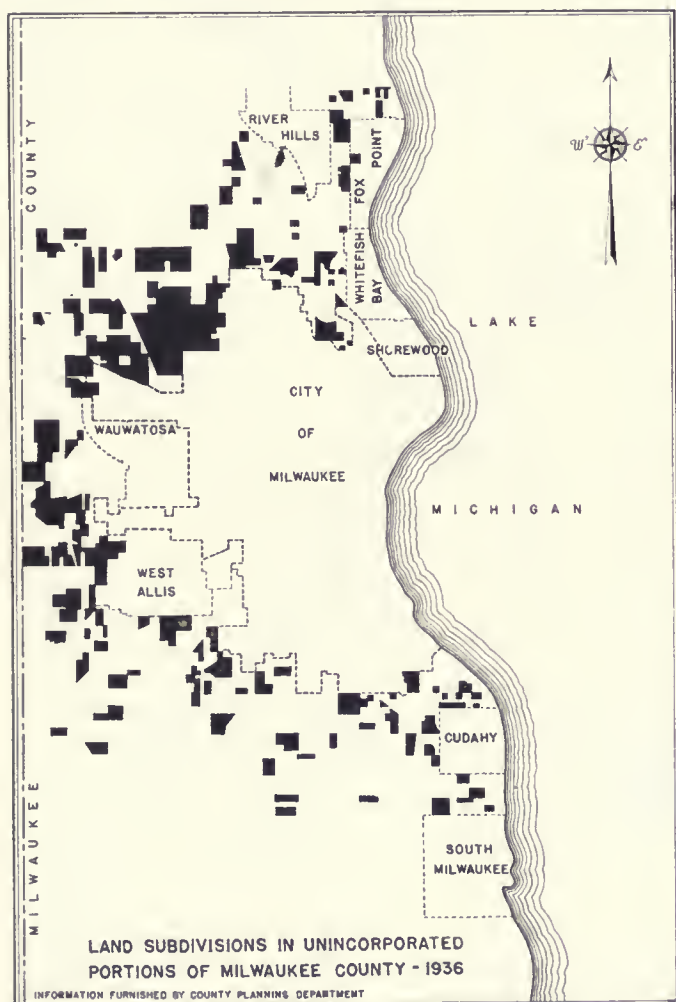 RIVER
HILLS
FOX POINT
WHITEFISH
BAY
SHOREWOOD
LAKE
MICHIGAN
W E
CITY
OF
MILWAUKEE
WAUWATOSA
WEST
ALLIS
CUDAHY
SOUTH
MILWAUKEE
MILWAUKEE COUNTY
LAND SUBDIVISIONS IN UNINCORPORATED
PORTIONS OF MILWAUKEE COUNTY - 1936
INFORMATION FURNISHED BY COUNTY PLANNING DEPARTMENT